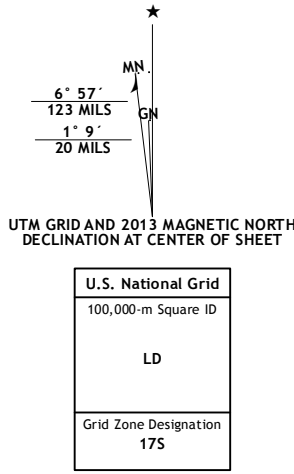 MN
GN
6° 57´
123 MILS
1° 9´
20 MILS
UTM GRID AND 2013 MAGNETIC NORTH
DECLINATION AT CENTER OF SHEET
U.S. National Grid
100,000-m Square ID
LD
Grid Zone Designation
17S